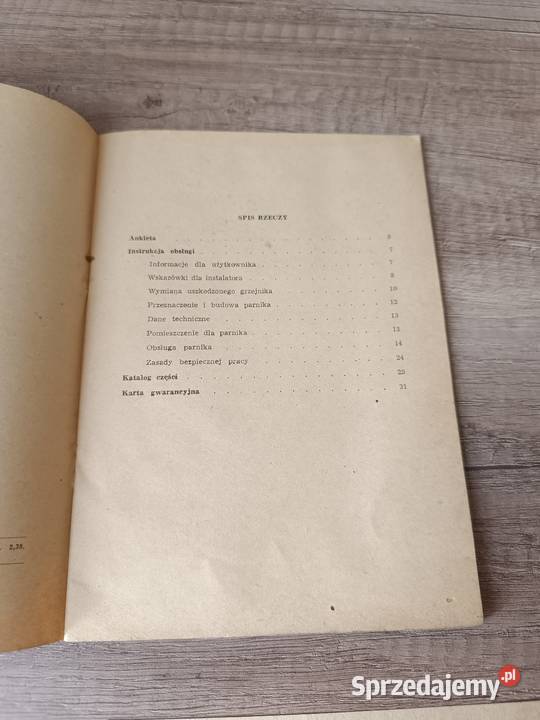 SPIS RZECZY
Ankieta . . . . . . . . . . . . . . 5
Instrukcja obsługi . . . . . . . . . . . . 7
Informacje dla użytkownika . . . . . . . . 7
Wskazówki dla instalatora . . . . . . . . 8
Wymiana uszkodzonego grzejnika . . . . . . . 10
Przeznaczenie i budowa parnika . . . . . . . 12
Dane techniczne . . . . . . . . . . . 13
Pomieszczenie dla parnika . . . . . . . . 13
Obsługa parnika . . . . . . . . . . . 14
Zasady bezpiecznej pracy . . . . . . . . . 24
Katalog części . . . . . . . . . . . . . 25
Karta gwarancyjna . . . . . . . . . . . . 31
2,38.
Sprzedajemy.pl